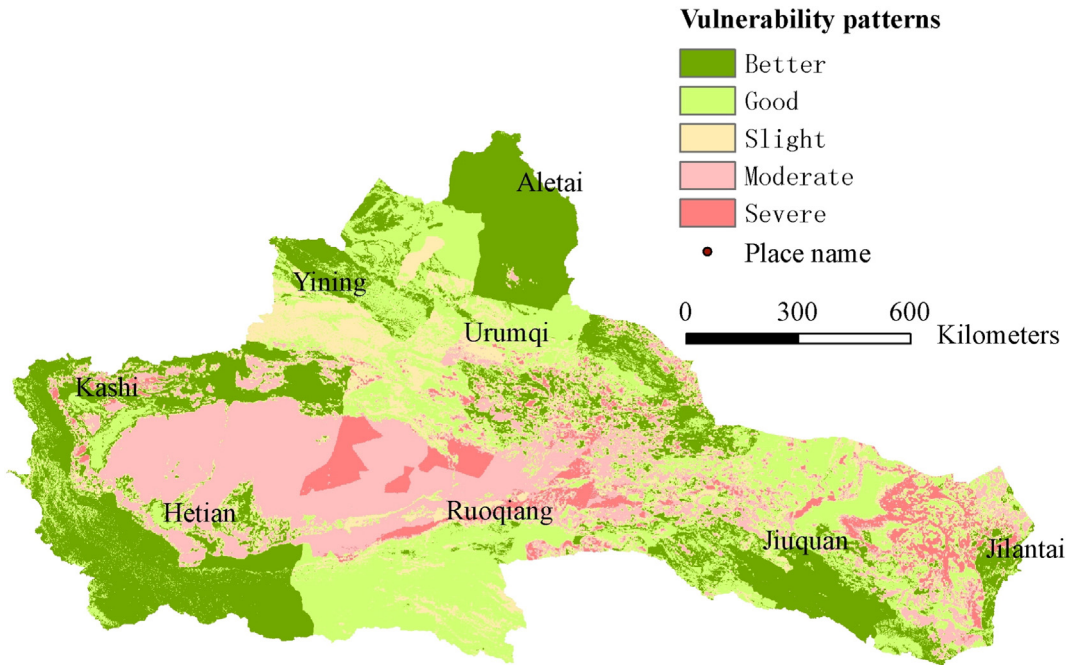 Vulnerability patterns
Better
Good
Slight
Moderate
Severe
Place name
0 300 600
Kilometers
Aletai
Yining
Urumqi
Kashi
Hetian
Ruoqiang
Jiuquan
Jilantai